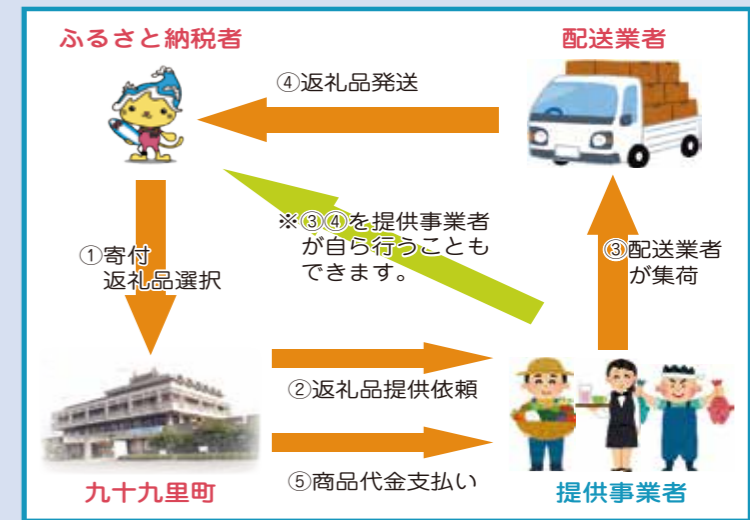 ふるさと納税者
配送業者
④返礼品発送
※③④を提供事業者
が自ら行うことも
できます。
①寄付
返礼品選択
③配送業者
が集荷
②返礼品提供依頼
⑤商品代金支払い
九十九里町
提供事業者